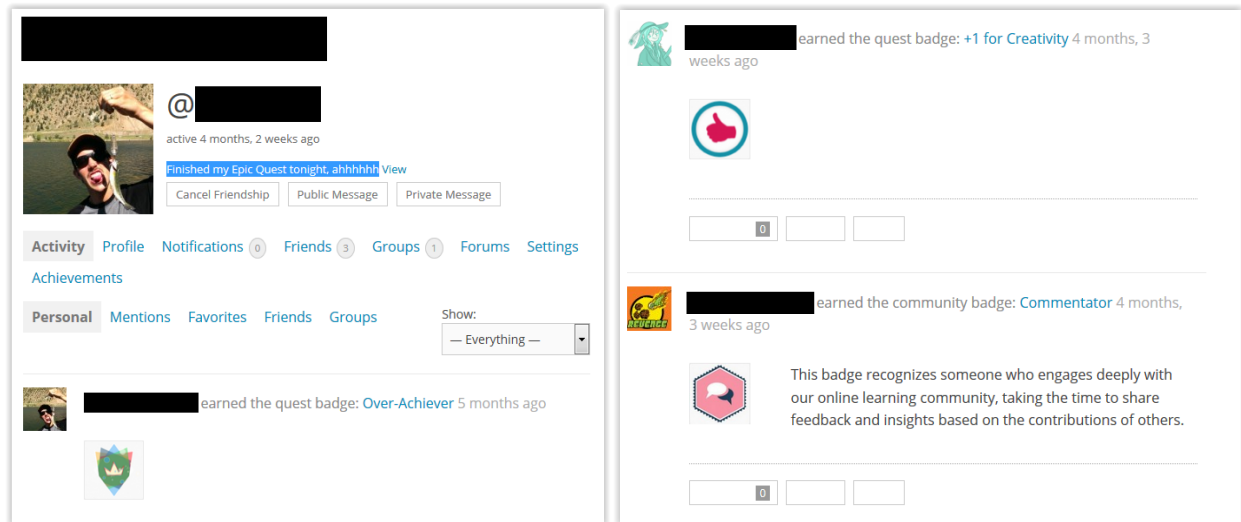 @
active 4 months, 2 weeks ago
Finished my Epic Quest tonight, ahhhhhh View
Cancel Friendship Public Message Private Message
Activity Profile Notifications 0 Friends 3 Groups 1 Forums Settings
Achievements
Personal Mentions Favorites Friends Groups
Show:
— Everything —
earned the quest badge: Over-Achiever 5 months ago
earned the quest badge: +1 for Creativity 4 months, 3
weeks ago
0
earned the community badge: Commentator 4 months,
3 weeks ago
REVENGE
This badge recognizes someone who engages deeply with
our online learning community, taking the time to share
feedback and insights based on the contributions of others.
0